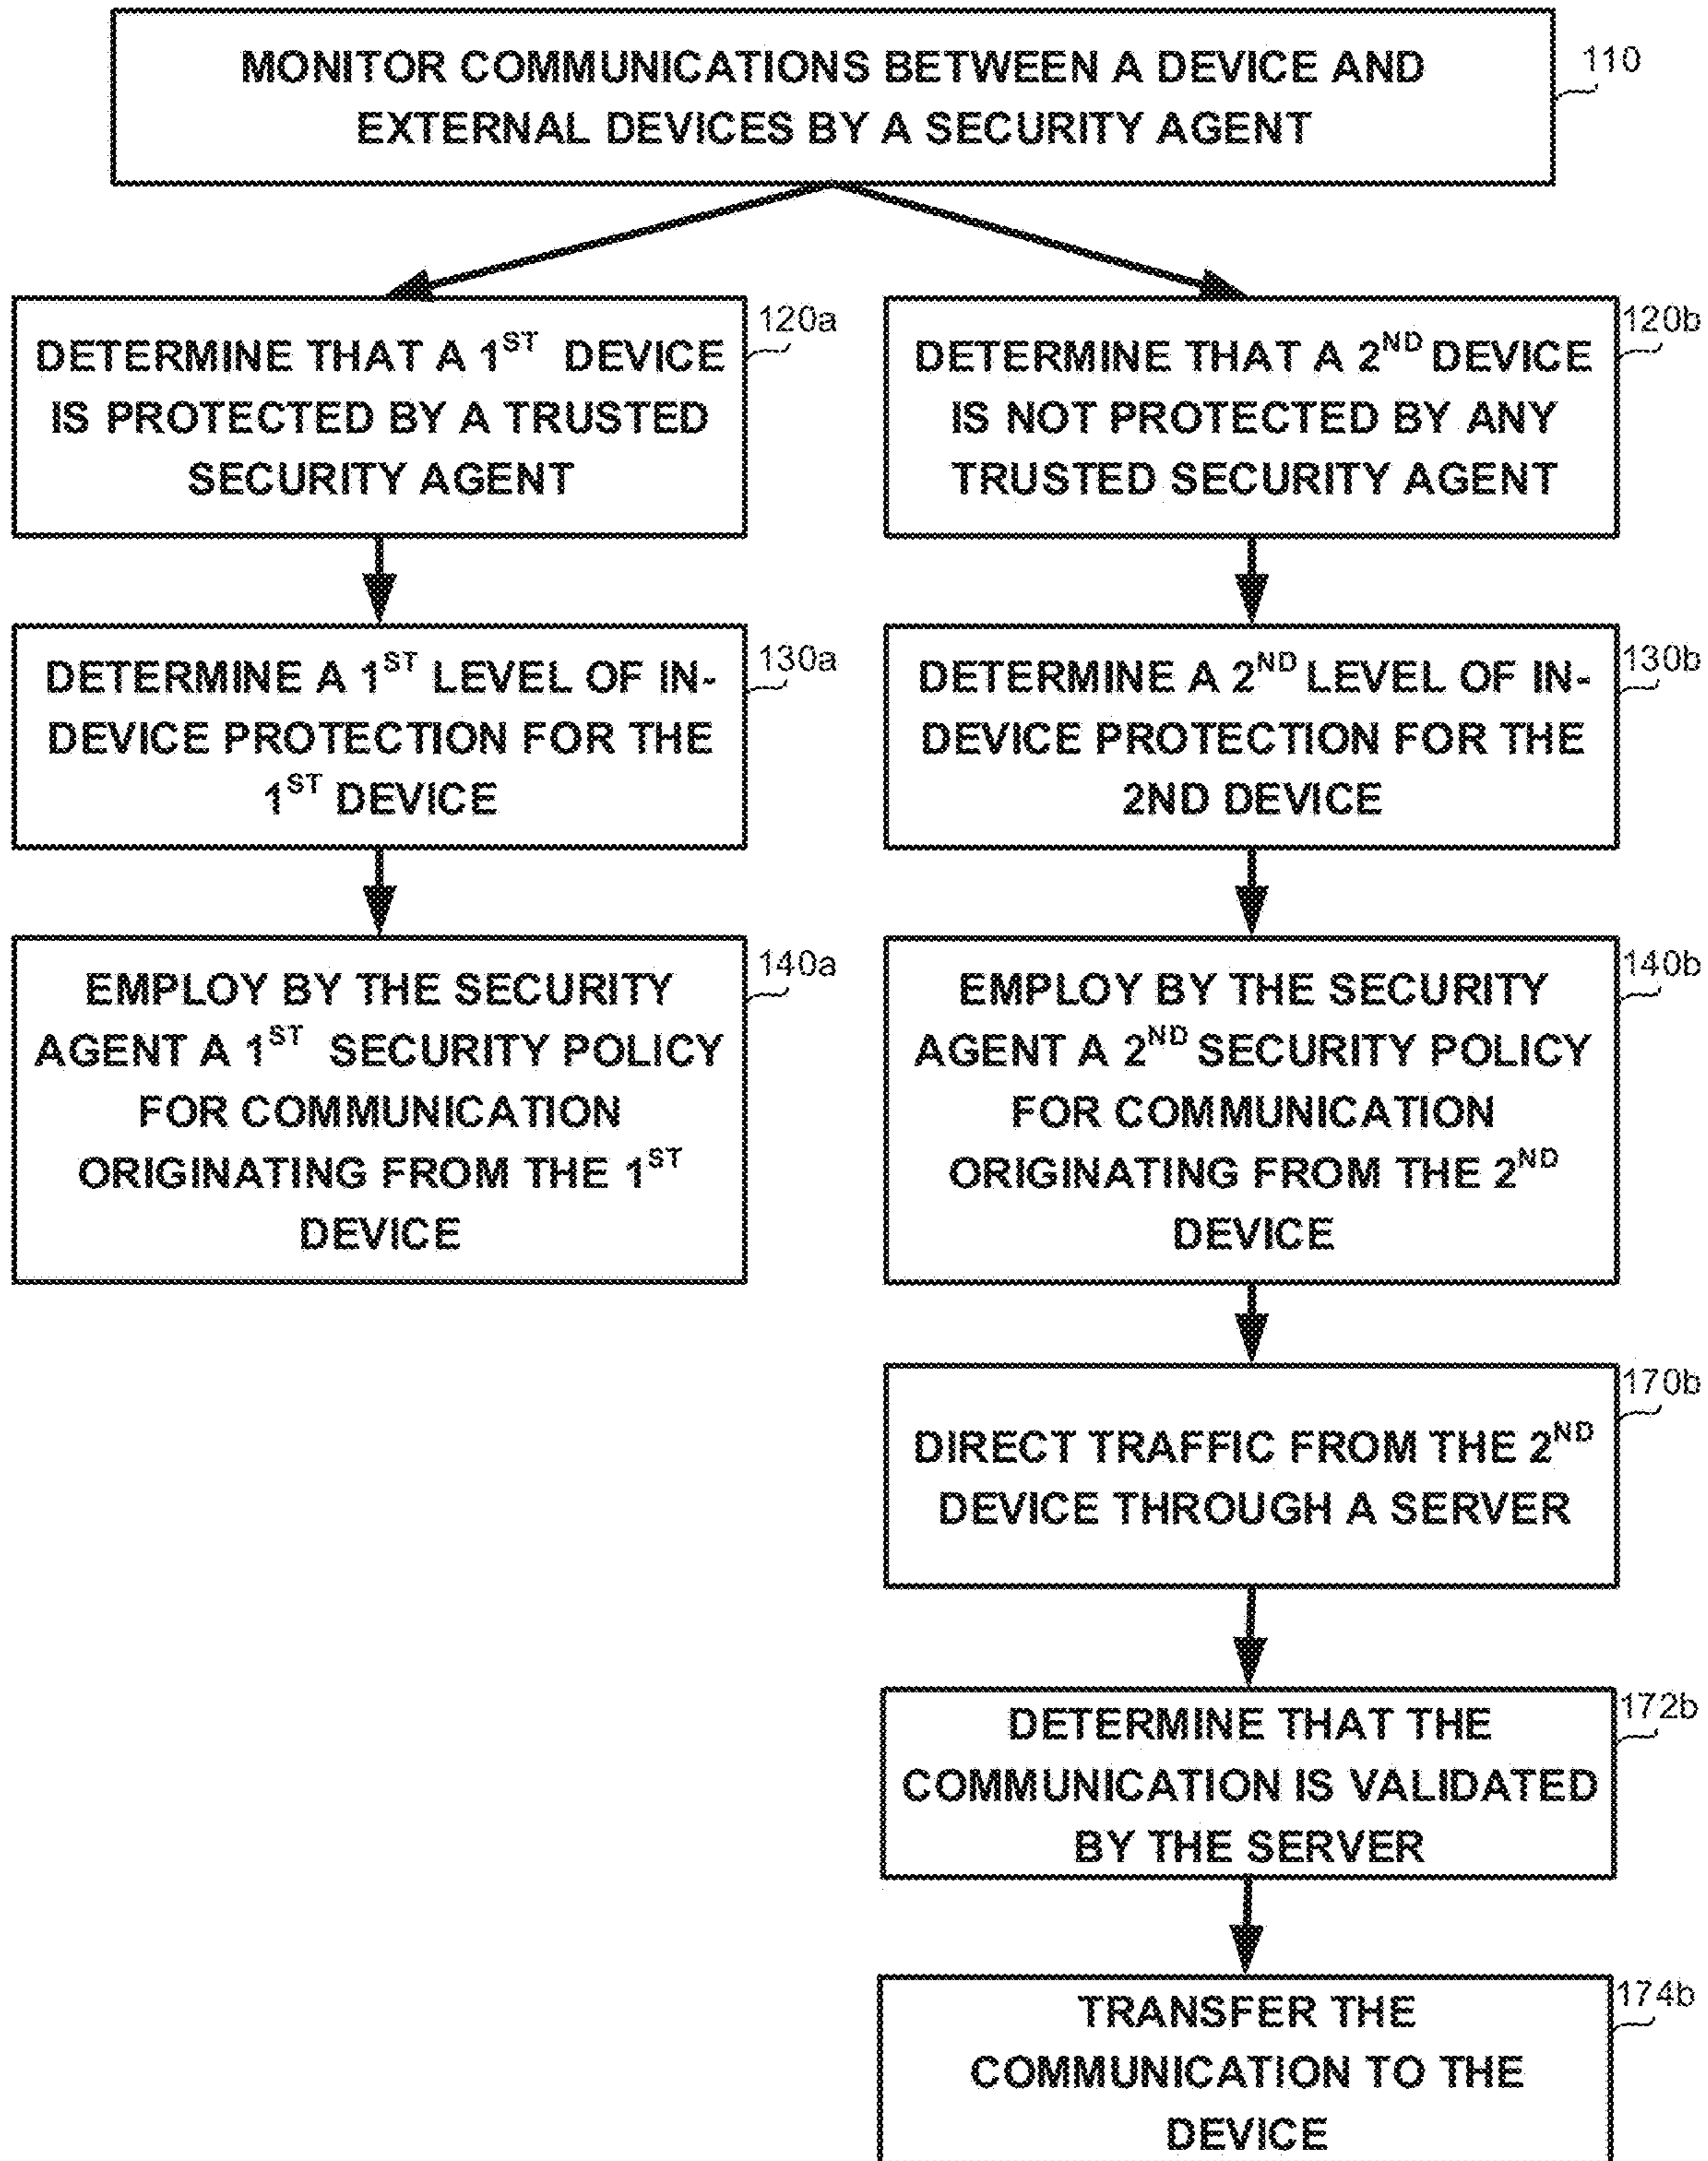 MONITOR COMMUNICATIONS BETWEEN A DEVICE AND
EXTERNAL DEVICES BY A SECURITY AGENT
110
120a
DETERMINE THAT A 1ST DEVICE
IS PROTECTED BY A TRUSTED
SECURITY AGENT
120b
DETERMINE THAT A 2ND DEVICE
IS NOT PROTECTED BY ANY
TRUSTED SECURITY AGENT
130a
DETERMINE A 1ST LEVEL OF IN-
DEVICE PROTECTION FOR THE
1ST DEVICE
130b
DETERMINE A 2ND LEVEL OF IN-
DEVICE PROTECTION FOR THE
2ND DEVICE
140a
EMPLOY BY THE SECURITY
AGENT A 1ST SECURITY POLICY
FOR COMMUNICATION
ORIGINATING FROM THE 1ST
DEVICE
140b
EMPLOY BY THE SECURITY
AGENT A 2ND SECURITY POLICY
FOR COMMUNICATION
ORIGINATING FROM THE 2ND
DEVICE
170b
DIRECT TRAFFIC FROM THE 2ND
DEVICE THROUGH A SERVER
172b
DETERMINE THAT THE
COMMUNICATION IS VALIDATED
BY THE SERVER
174b
TRANSFER THE
COMMUNICATION TO THE
DEVICE